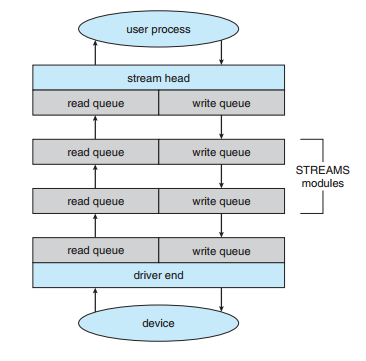 user process
stream head
read queue write queue
read queue write queue
STREAMS
modules
read queue write queue
read queue write queue
driver end
device